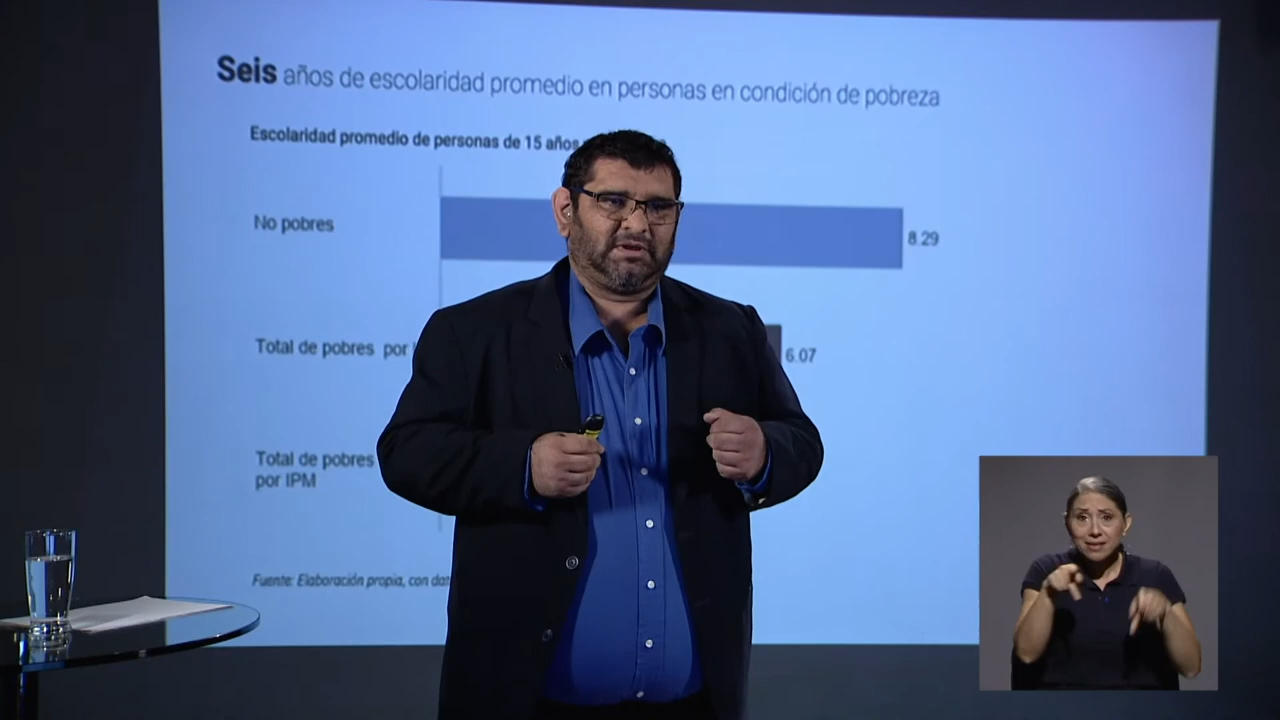 Seis años de escolaridad promedio en personas en condición de pobreza
Escolaridad promedio de personas de 15 años
No pobres
8.29
Total de pobres por
6.07
Total de pobres
por IPM
Fuente: Elaboración propia, con